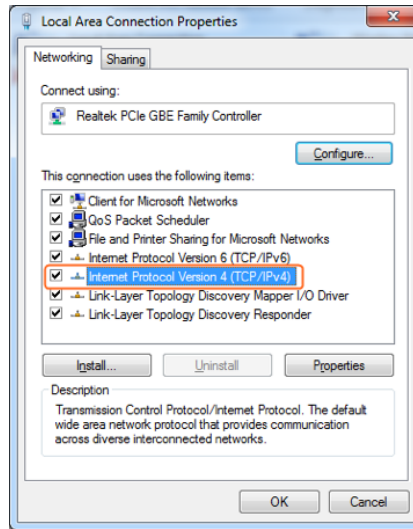 Local Area Connection Properties
Networking Sharing
Connect using:
Realtek PCIe GBE Family Controller
Configure...
This connection uses the following items:
Client for Microsoft Networks
QoS Packet Scheduler
File and Printer Sharing for Microsoft Networks
Internet Protocol Version 6 (TCP/IPv6)
Internet Protocol Version 4 (TCP/IPv4)
Link-Layer Topology Discovery Mapper I/O Driver
Link-Layer Topology Discovery Responder
Install... Uninstall Properties
Description
Transmission Control Protocol/Internet Protocol. The default
wide area network protocol that provides communication
across diverse interconnected networks.
OK Cancel